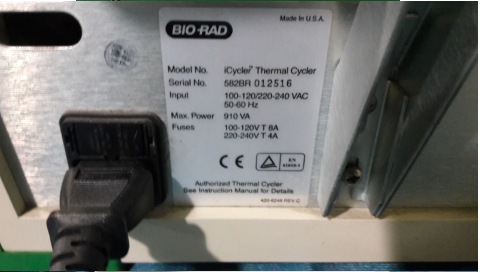 Made in U.S.A.
BIO-RAD
Model No. iCycler™ Thermal Cycler
Serial No. 582BR 012516
Input 100-120/220-240 VAC
50-60 Hz
Max. Power 910 VA
Fuses 100-120V T 8A
220-240V T 4A
CE
Authorized Thermal Cycler
See Instruction Manual for Details